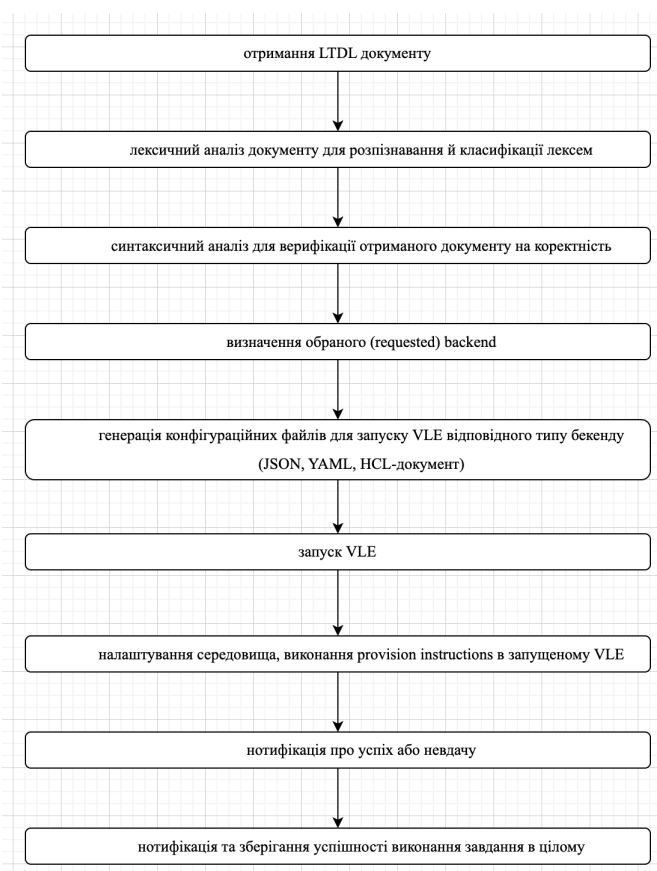 отримання LTDL документу
лексичний аналіз документу для розпізнавання й класифікації лексем
синтаксичний аналіз для верифікації отриманого документу на коректність
визначення обраного (requested) backend
генерація конфігураційних файлів для запуску VLE відповідного типу бекенду
(JSON, YAML, HCL-документ)
запуск VLE
налаштування середовища, виконання provision instructions в запущеному VLE
нотифікація про успіх або невдачу
нотифікація та зберігання успішності виконання завдання в цілому